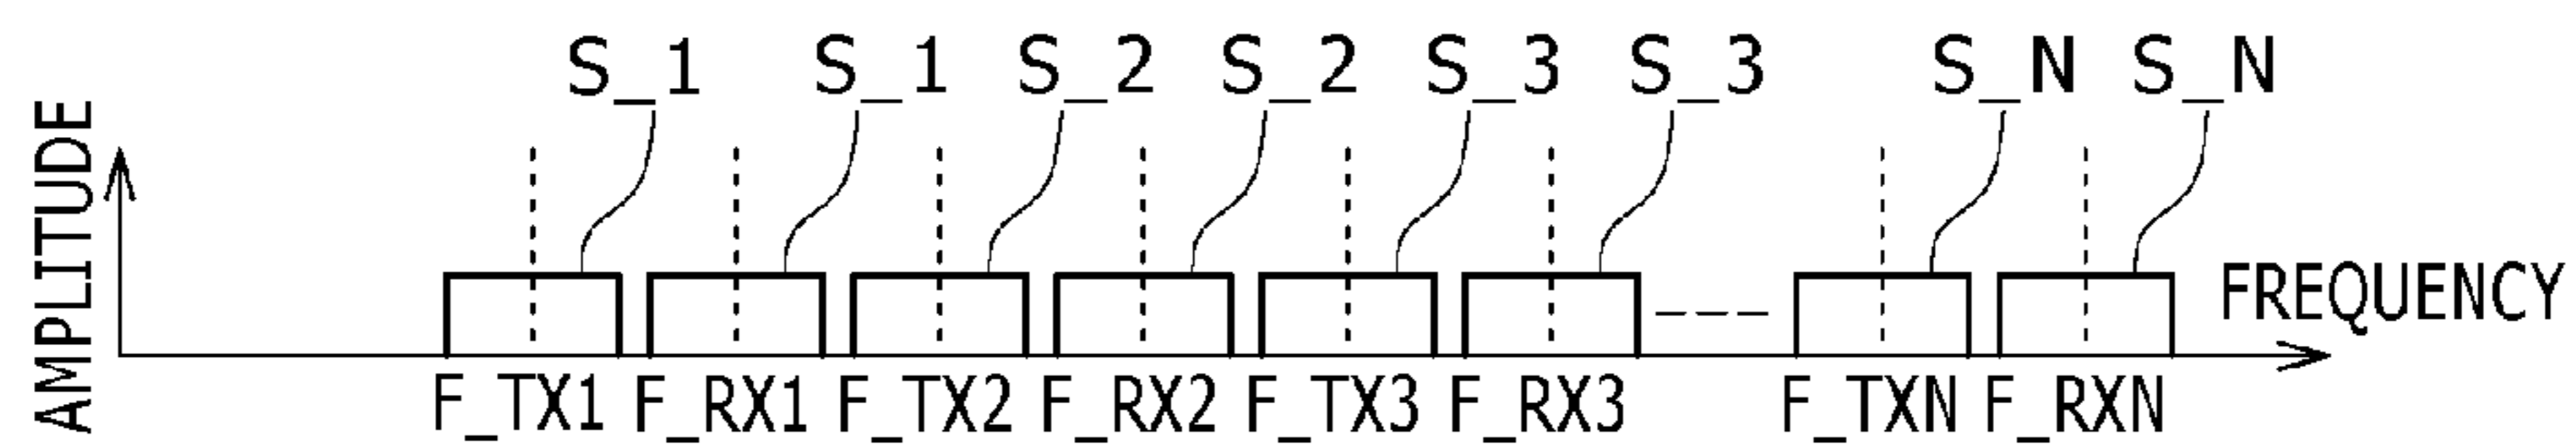 S_1 S_1 S_2 S_2 S_3 S_3 S_N S_N
AMPLITUDE
FREQUENCY
F_TX1 F_RX1 F_TX2 F_RX2 F_TX3 F_RX3 F_TXN F_RXN